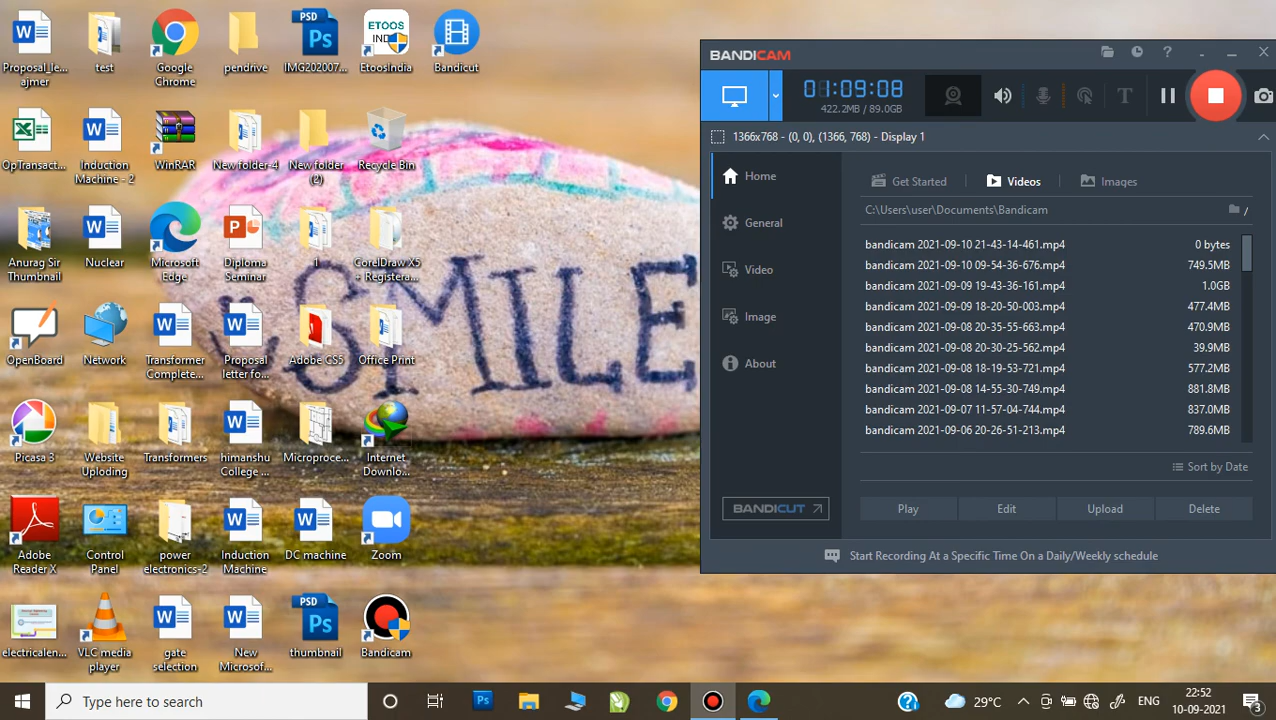 Proposal_le...
ajmer
test
Google
Chrome
pendrive
PSD
Ps
IMG202007...
ETOOS
INDIA
EtoosIndia
Bandicut
OpTransact...
Induction
Machine - 2
WinRAR
New folder-4
New folder
(2)
Recycle Bin
Anurag Sir
Thumbnail
Nuclear
Microsoft
Edge
Diploma
Seminar
1
CorelDraw X5
+ Registera...
OpenBoard
Network
Transformer
Complete...
Proposal
letter fo...
Adobe CS5
Office Print
Picasa 3
Website
Uploding
Transformers
himanshu
College ...
Microproce...
Internet
Downlo...
Adobe
Reader X
Control
Panel
power
electronics-2
Induction
Machine
DC machine
Zoom
electricalen...
VLC media
player
gate
selection
New
Microsof...
PSD
Ps
thumbnail
Bandicam
SMILE
BANDICAM
01:09:08
422.2MB / 89.0GB
1366x768 - (0, 0), (1366, 768) - Display 1
Home
General
Video
Image
About
BANDICUT
Get Started
Videos
Images
C:\Users\user\Documents\Bandicam
bandicam 2021-09-10 21-43-14-461.mp4 0 bytes
bandicam 2021-09-10 09-54-36-676.mp4 749.5MB
bandicam 2021-09-09 19-43-36-161.mp4 1.0GB
bandicam 2021-09-09 18-20-50-003.mp4 477.4MB
bandicam 2021-09-08 20-35-55-663.mp4 470.9MB
bandicam 2021-09-08 20-30-25-562.mp4 39.9MB
bandicam 2021-09-08 18-19-53-721.mp4 577.2MB
bandicam 2021-09-08 14-55-30-749.mp4 881.8MB
bandicam 2021-09-07 11-57-04-744.mp4 837.0MB
bandicam 2021-09-06 20-26-51-213.mp4 789.6MB
Sort by Date
Play Edit Upload Delete
Start Recording At a Specific Time On a Daily/Weekly schedule
Type here to search
Ps
29°C
ENG
22:52
10-09-2021
3